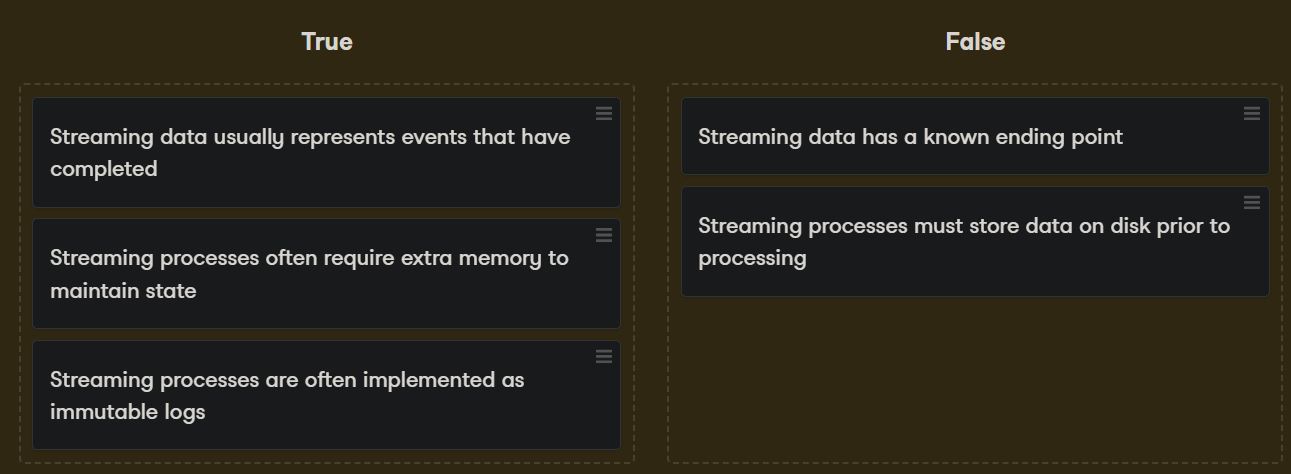 True
Streaming data usually represents events that have
completed
Streaming processes often require extra memory to
maintain state
Streaming processes are often implemented as
immutable logs
False
Streaming data has a known ending point
Streaming processes must store data on disk prior to
processing